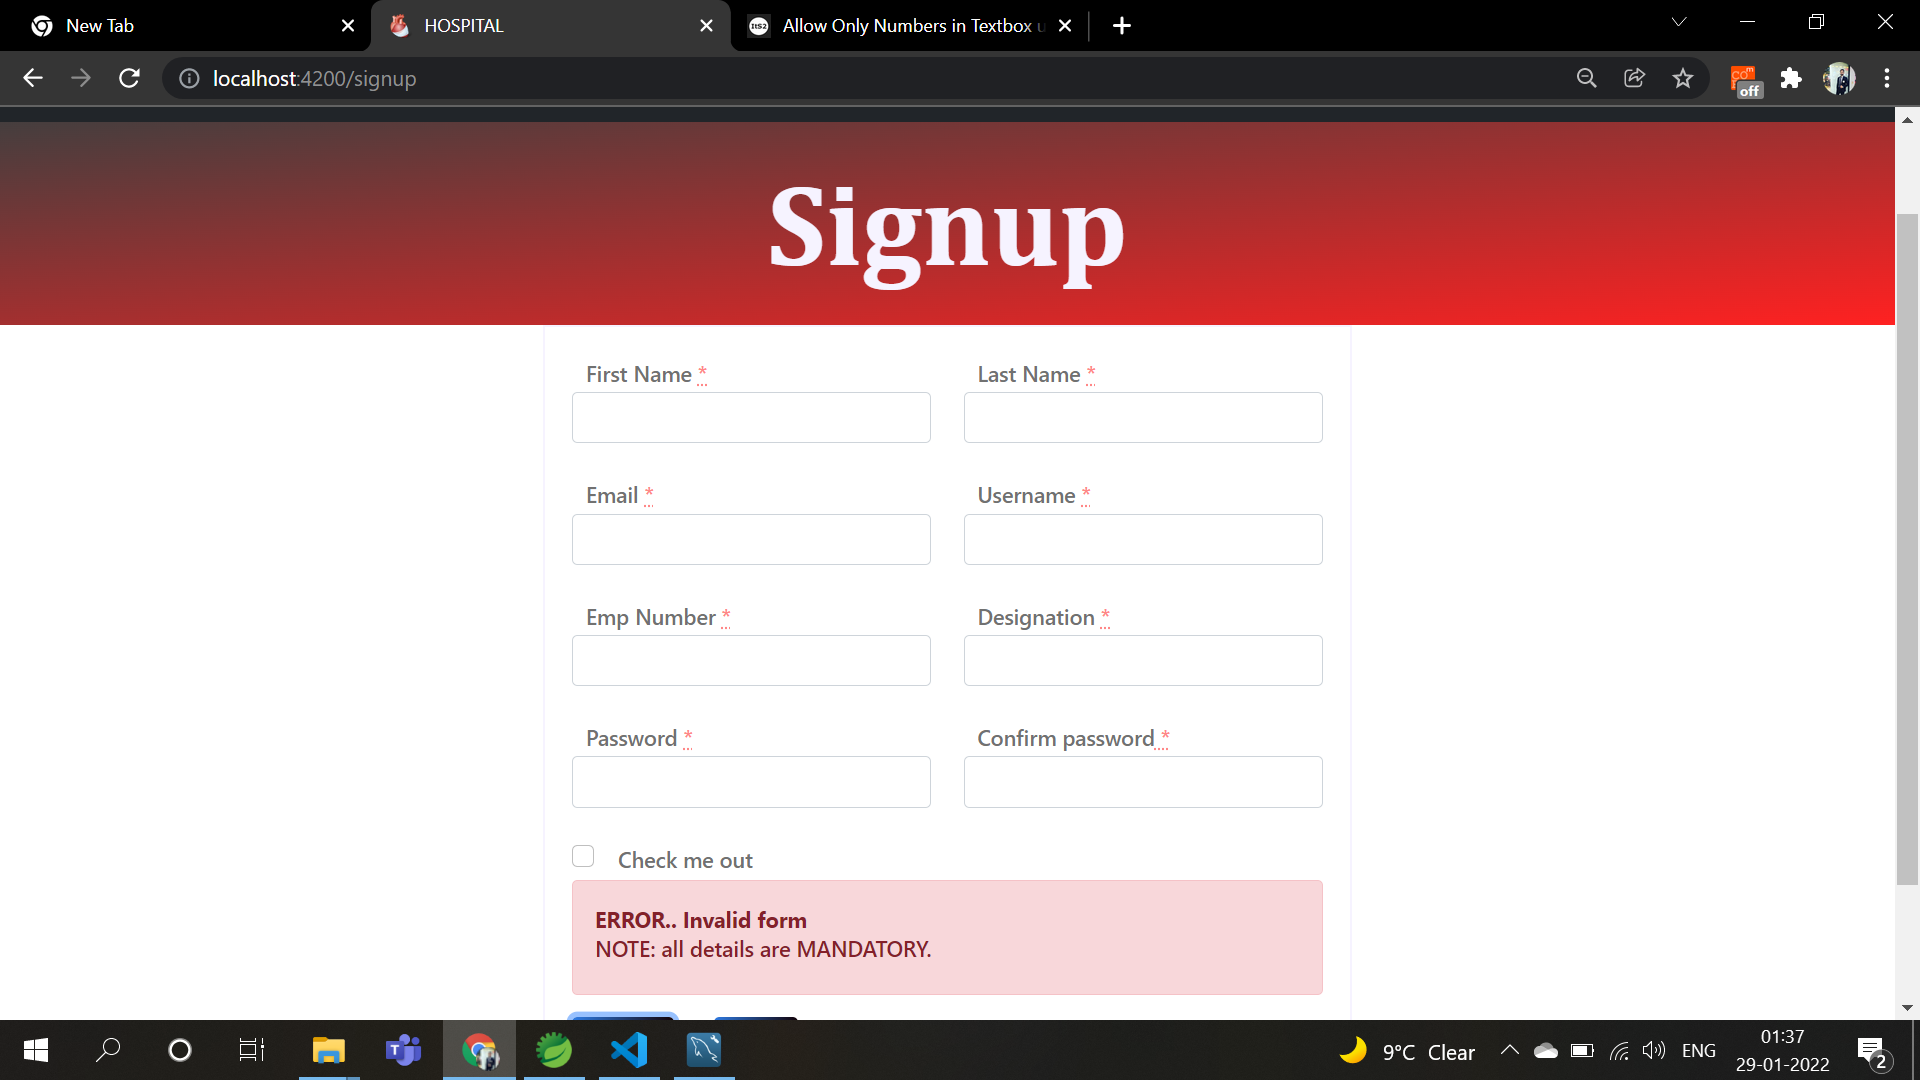 New Tab
HOSPITAL
ItS2
Allow Only Numbers in Textbox u
localhost:4200/signup
off
Signup
First Name *
Last Name *
Email *
Username *
Emp Number *
Designation *
Password *
Confirm password *
Check me out
ERROR.. Invalid form
NOTE: all details are MANDATORY.
9°C Clear
ENG
01:37
29-01-2022
2